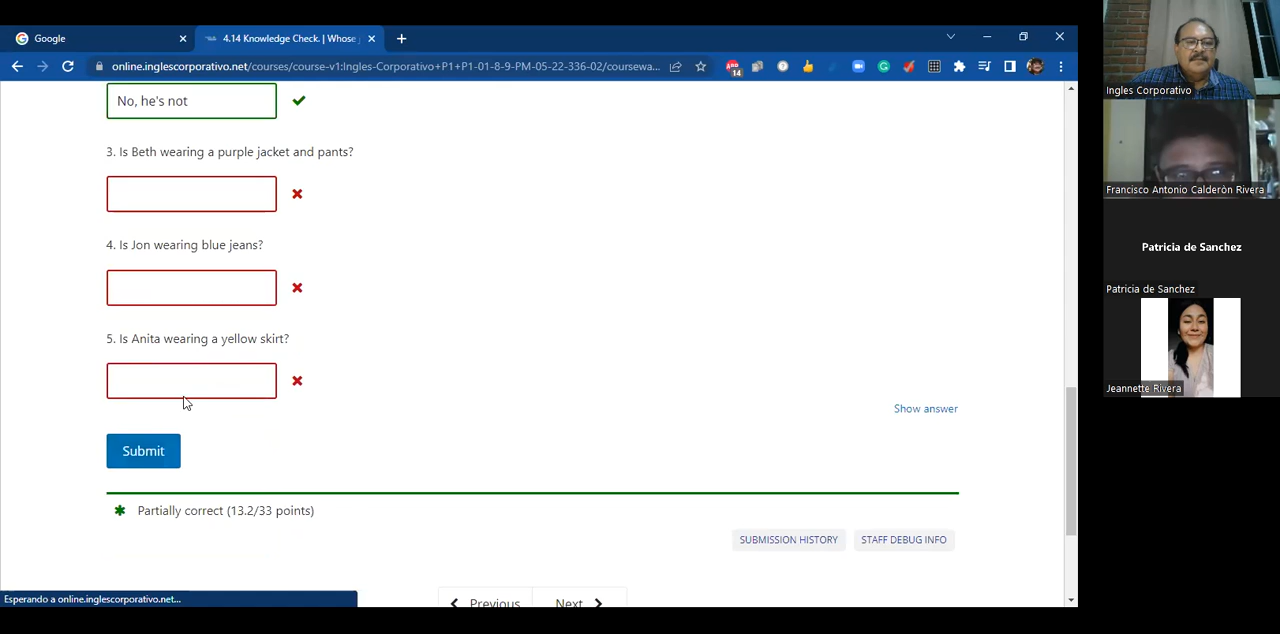 Google
4.14 Knowledge Check. | Whose
online.inglescorporativo.net/courses/course-v1:Ingles-Corporativo+P1+P1-01-8-9-PM-05-22-336-02/coursewa...
14
No, he's not
3. Is Beth wearing a purple jacket and pants?
4. Is Jon wearing blue jeans?
5. Is Anita wearing a yellow skirt?
Show answer
Submit
Partially correct (13.2/33 points)
SUBMISSION HISTORY
STAFF DEBUG INFO
Previous
Next
Esperando a online.inglescorporativo.net...
Ingles Corporativo
Francisco Antonio Calderòn Rivera
Patricia de Sanchez
Patricia de Sanchez
Jeannette Rivera